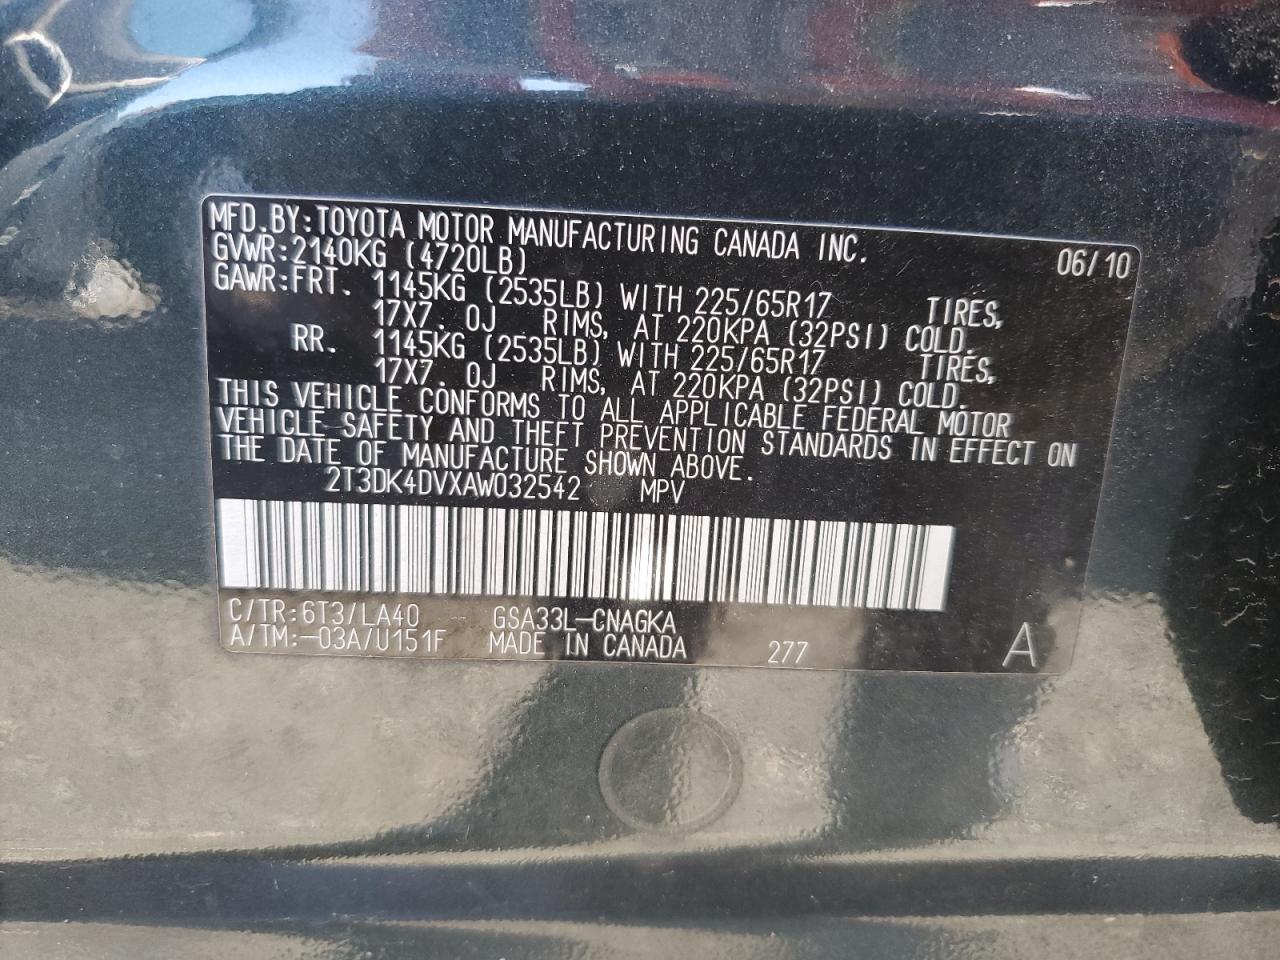 MFD.BY:TOYOTA MOTOR MANUFACTURING CANADA INC.
GVWR:2140KG (4720LB) 06/10
GAWR:FRT. 1145KG (2535LB) WITH 225/65R17 TIRES,
17X7. 0J RIMS, AT 220KPA (32PSI) COLD.
RR. 1145KG (2535LB) WITH 225/65R17 TIRES,
17X7. 0J RIMS, AT 220KPA (32PSI) COLD.
THIS VEHICLE CONFORMS TO ALL APPLICABLE FEDERAL MOTOR
VEHICLE SAFETY AND THEFT PREVENTION STANDARDS IN EFFECT ON
THE DATE OF MANUFACTURE SHOWN ABOVE.
2T3DK4DVXAW032542 MPV
C/TR:6T3/LA40 GSA33L-CNAGKA
A/TM:-03A/U151F MADE IN CANADA 277 A